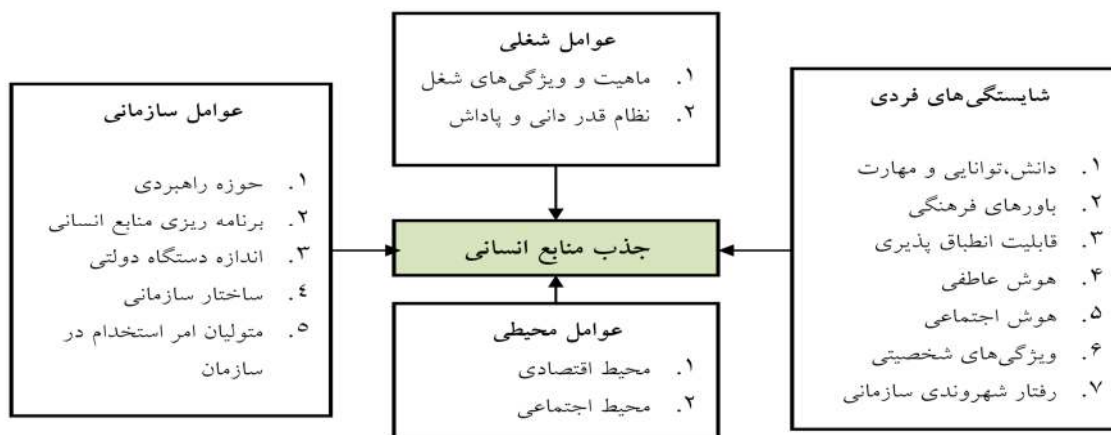 عوامل شغلی
۱. ماهیت و ویژگی‌های شغل
۲. نظام قدر دانی و پاداش
شایستگی‌های فردی
۱. دانش،توانایی و مهارت
۲. باورهای فرهنگی
۳. قابلیت انطباق پذیری
۴. هوش عاطفی
۵. هوش اجتماعی
۶. ویژگی‌های شخصیتی
۷. رفتار شهروندی سازمانی
جذب منابع انسانی
عوامل سازمانی
۱. حوزه راهبردی
۲. برنامه ریزی منابع انسانی
۳. اندازه دستگاه دولتی
٤. ساختار سازمانی
٥. متولیان امر استخدام در
سازمان
عوامل محیطی
۱. محیط اقتصادی
۲. محیط اجتماعی